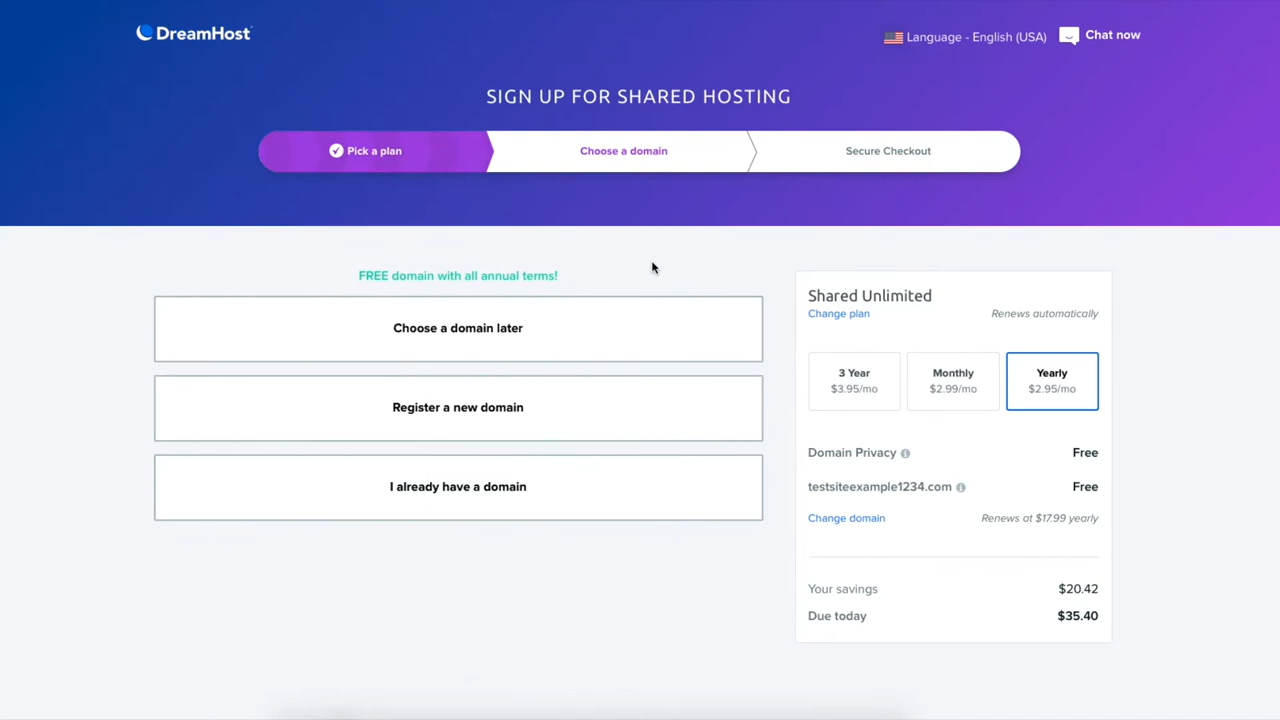 DreamHost
Language - English (USA)
Chat now
SIGN UP FOR SHARED HOSTING
Pick a plan
Choose a domain
Secure Checkout
FREE domain with all annual terms!
Choose a domain later
Register a new domain
I already have a domain
Shared Unlimited
Change plan
Renews automatically
3 Year
$3.95/mo
Monthly
$2.99/mo
Yearly
$2.95/mo
Domain Privacy
Free
testsiteexample1234.com
Free
Change domain
Renews at $17.99 yearly
Your savings
$20.42
Due today
$35.40